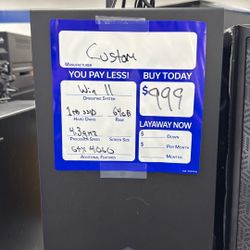 Custom
MANUFACTURER
YOU PAY LESS!
BUY TODAY
Win 11
OPERATING SYSTEM
$999
1TB SSD 64GB
HARD DRIVE RAM
LAYAWAY NOW
4.2GHz
PROCESSOR SPEED SCREEN SIZE
$ DOWN
GTX 4060
$ PER MONTH
ADDITIONAL FEATURES
MONTHS